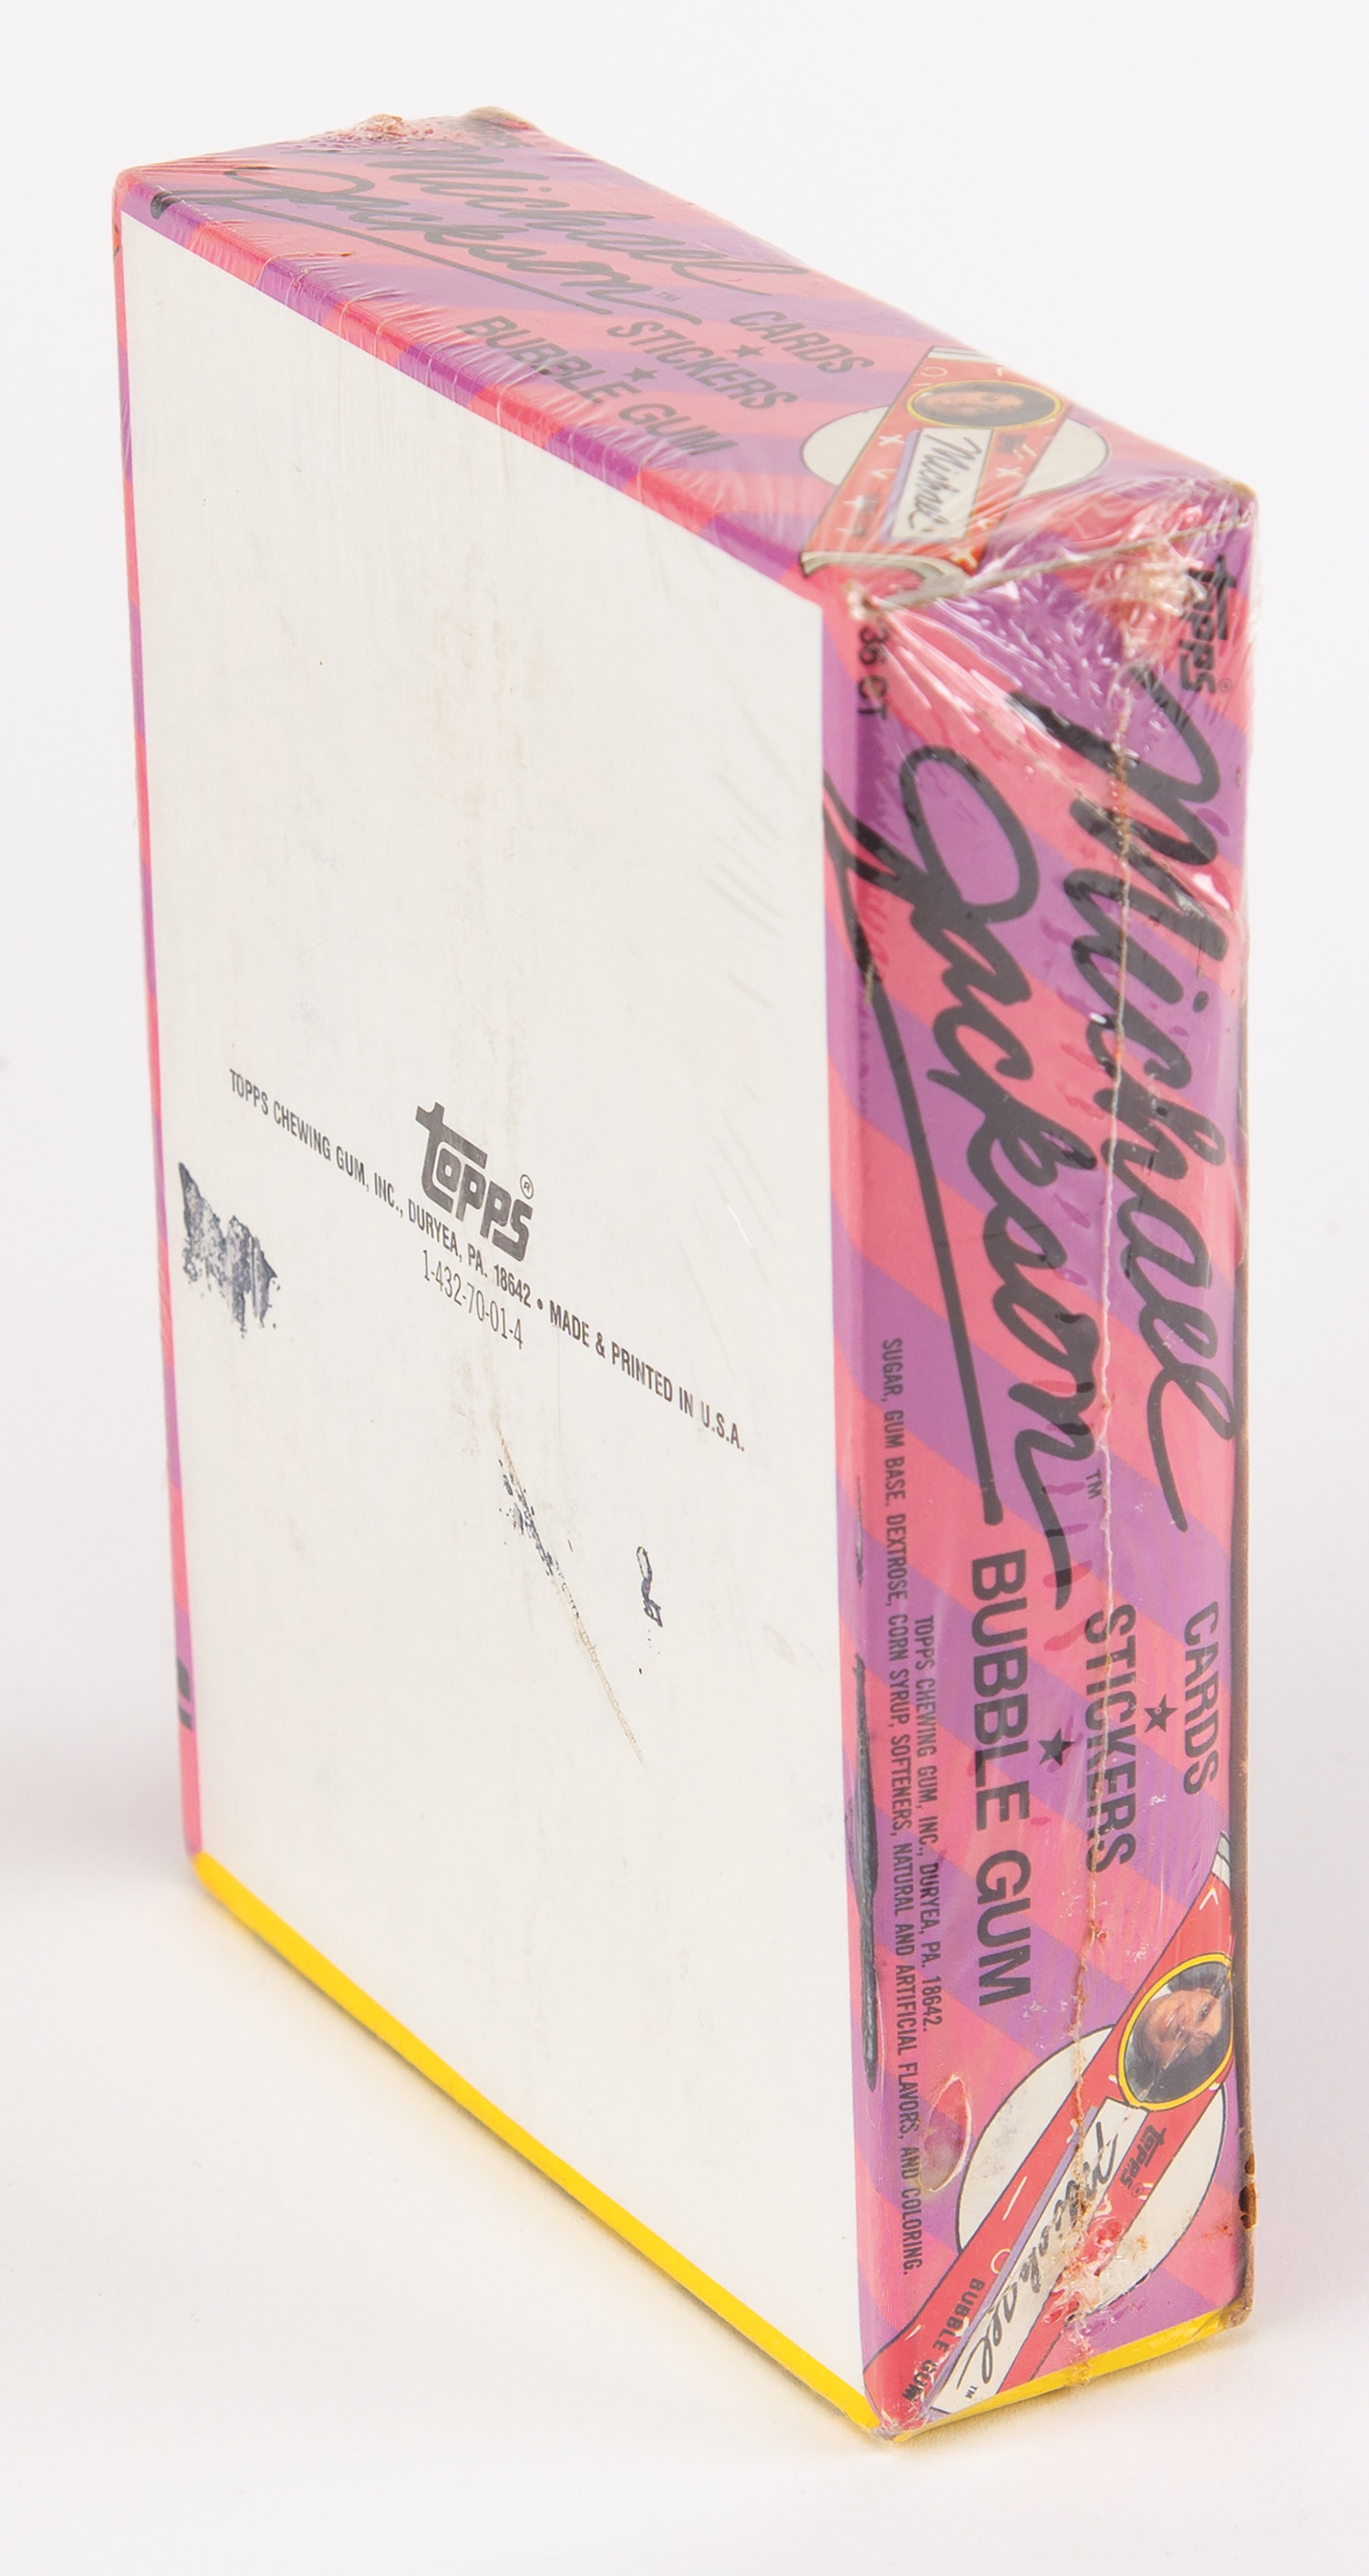 Michael
Jackson™
CARDS
★
STICKERS
★
BUBBLE GUM
Michael
topps®
TOPPS CHEWING GUM, INC., DURYEA, PA. 18642 • MADE & PRINTED IN U.S.A.
1-432-70-01-4
36 CT
topps®
Michael
Jackson™
CARDS
★
STICKERS
★
BUBBLE GUM
TOPPS CHEWING GUM, INC., DURYEA, PA. 18642.
SUGAR, GUM BASE, DEXTROSE, CORN SYRUP, SOFTENERS, NATURAL AND ARTIFICIAL FLAVORS, AND COLORING.
topps®
Michael™
BUBBLE GUM